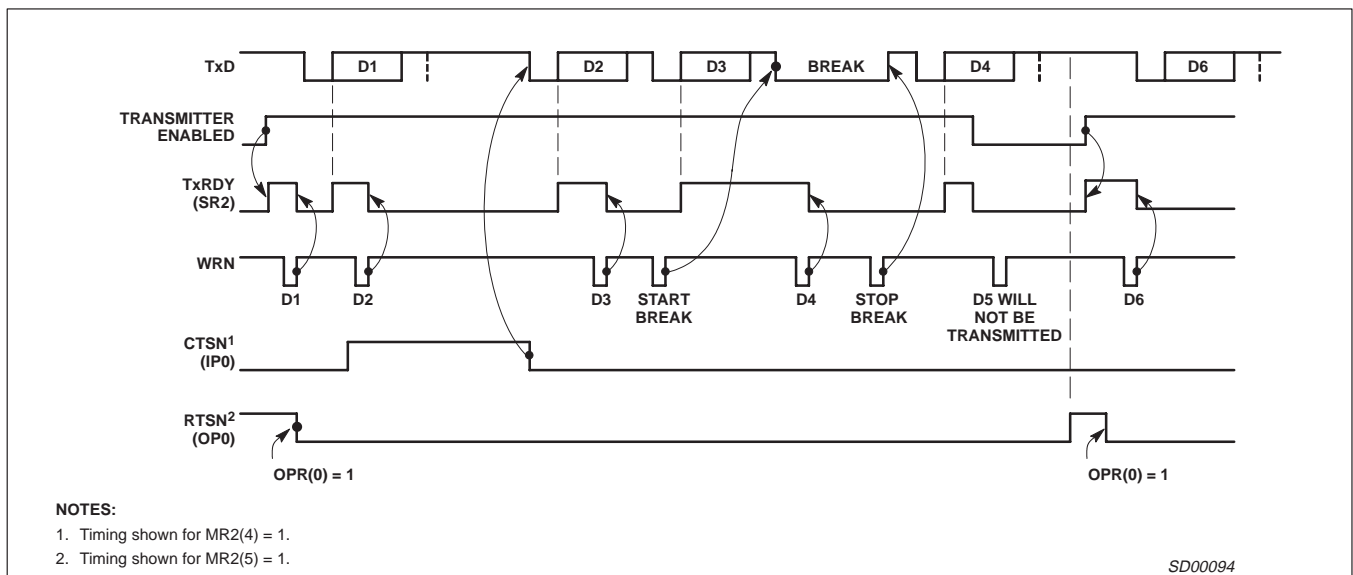 TxD
D1
D2
D3
BREAK
D4
D6
TRANSMITTER
ENABLED
TxRDY
(SR2)
WRN
D1
D2
D3
START
BREAK
D4
STOP
BREAK
D5 WILL
NOT BE
TRANSMITTED
D6
CTSN1
(IP0)
RTSN2
(OP0)
OPR(0) = 1
OPR(0) = 1
NOTES:
1. Timing shown for MR2(4) = 1.
2. Timing shown for MR2(5) = 1.
SD00094